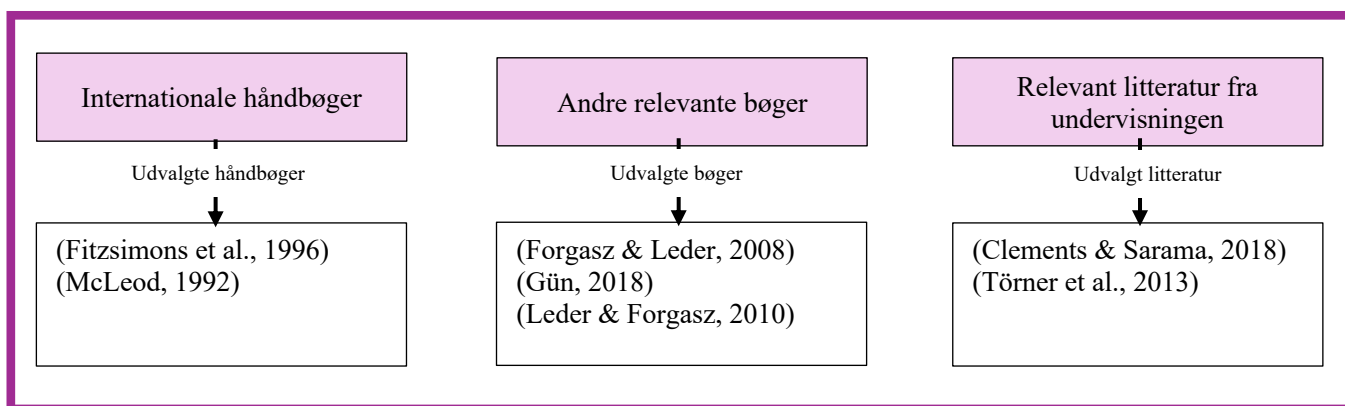 Internationale håndbøger
Udvalgte håndbøger
(Fitzsimons et al., 1996)
(McLeod, 1992)
Andre relevante bøger
Udvalgte bøger
(Forgasz & Leder, 2008)
(Gün, 2018)
(Leder & Forgasz, 2010)
Relevant litteratur fra
undervisningen
Udvalgt litteratur
(Clements & Sarama, 2018)
(Törner et al., 2013)